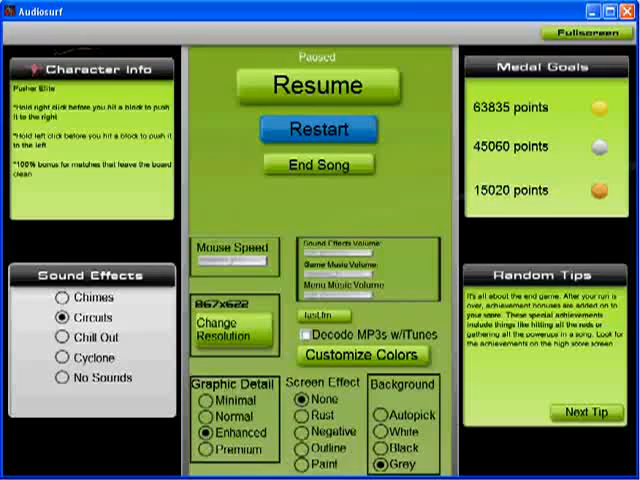 Audiosurf
Fullscreen
Character Info
Pusher Elite
*Hold right click before you hit a block to push
it to the right
*Hold left click before you hit a block to push it
to the left
*100% bonus for matches that leave the board
clean
Paused
Resume
Restart
End Song
Medal Goals
63835 points
45060 points
15020 points
Sound Effects
Chimes
Circuits
Chill Out
Cyclone
No Sounds
Mouse Speed
867x622
Change
Resolution
Sound Effects Volume:
Game Music Volume:
Menu Music Volume:
last.fm
Decode MP3s w/iTunes
Customize Colors
Graphic Detail
Minimal
Normal
Enhanced
Premium
Screen Effect
None
Rust
Negative
Outline
Paint
Background
Autopick
White
Black
Grey
Random Tips
It's all about the end game. After your run is
over, achievement bonuses are added on to
your score. These special achievements
include things like hitting all the reds or
gathering all the powerups in a song. Look for
the achievements on the high score screen
Next Tip